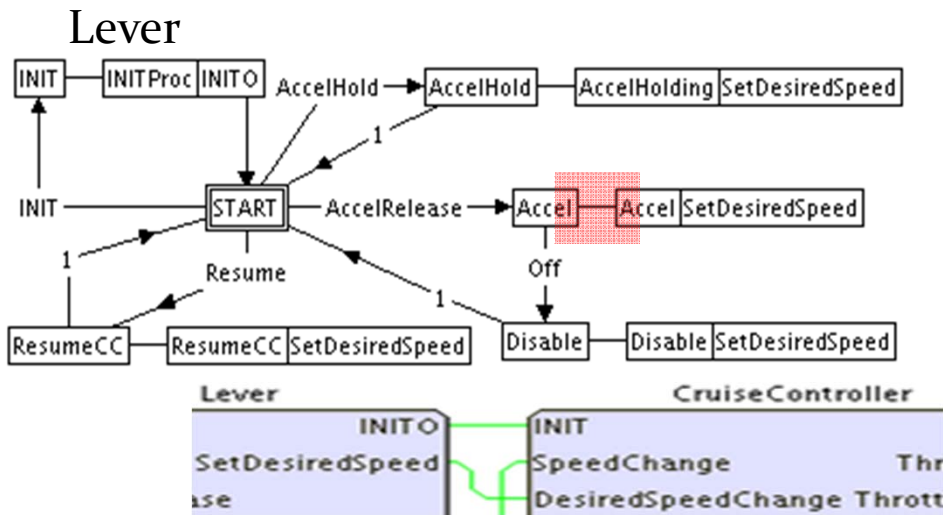 Lever
INIT INITProc INITO
AccelHold AccelHold AccelHolding SetDesiredSpeed
1
INIT START AccelRelease Accel Accel SetDesiredSpeed
1 Resume Off
1
ResumeCC ResumeCC SetDesiredSpeed Disable Disable SetDesiredSpeed
Lever CruiseController
INITO INIT
SetDesiredSpeed SpeedChange Thr
ase DesiredSpeedChange Thrott